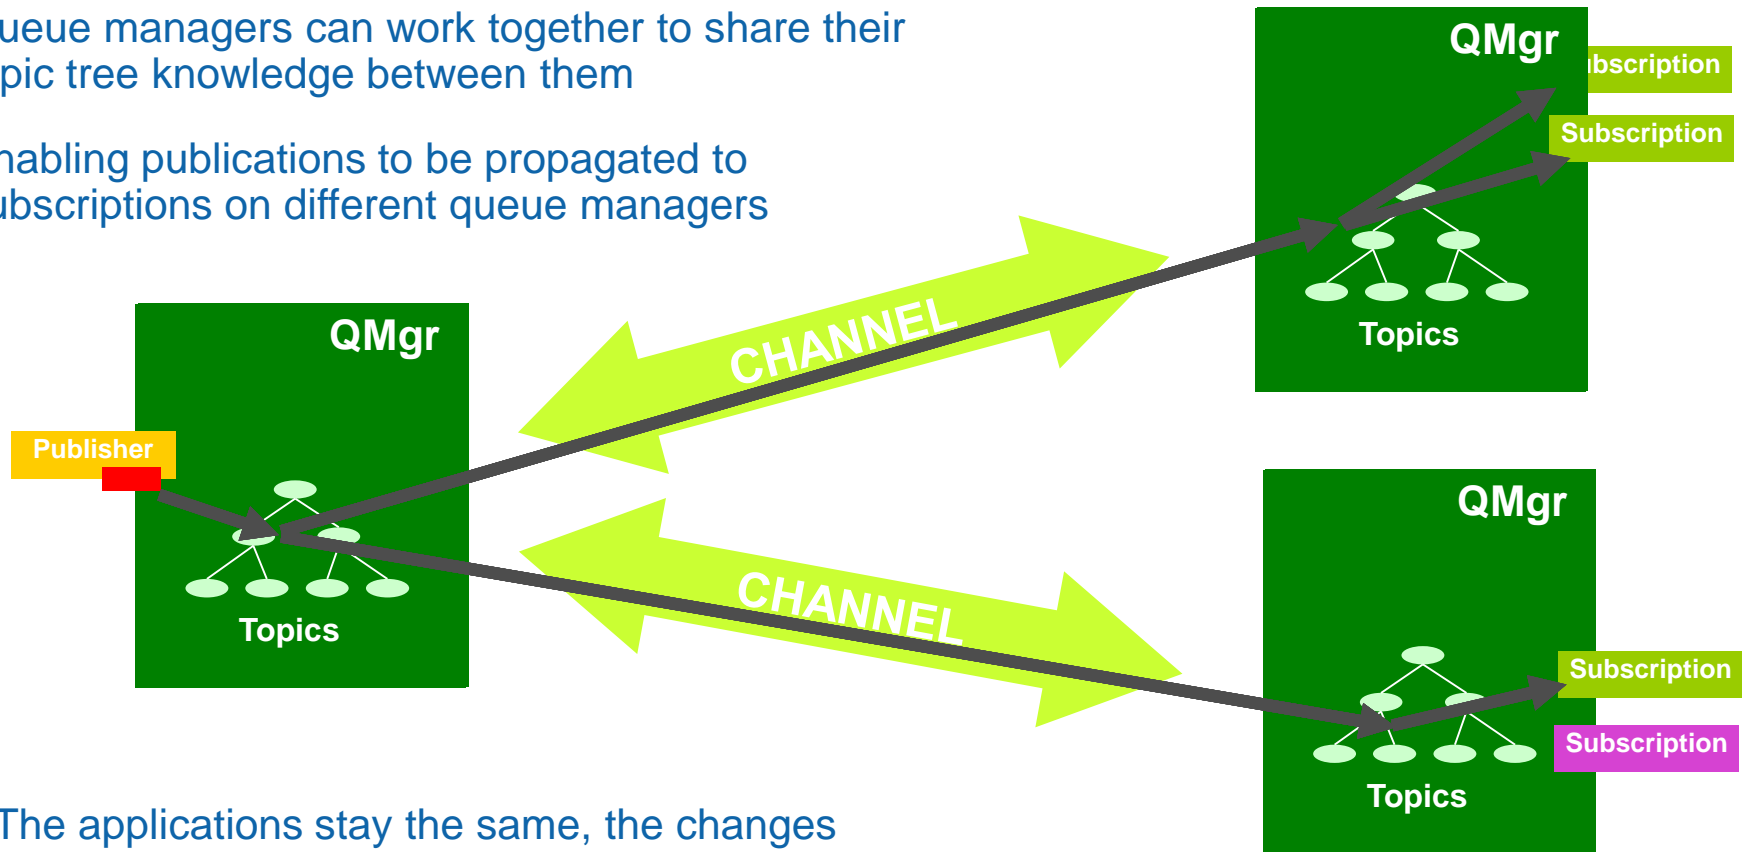 ueue managers can work together to share their
pic tree knowledge between them
nabling publications to be propagated to
ubscriptions on different queue managers
QMgr
ubscription
Subscription
Topics
CHANNEL
QMgr
Publisher
Topics
CHANNEL
QMgr
Subscription
Subscription
Topics
The applications stay the same, the changes